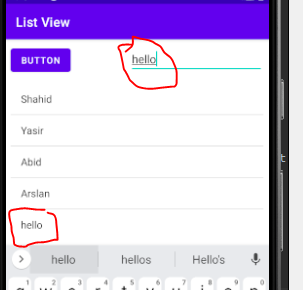 List View
BUTTON hello
Shahid
Yasir
Abid
Arslan
hello
hello hellos Hello's